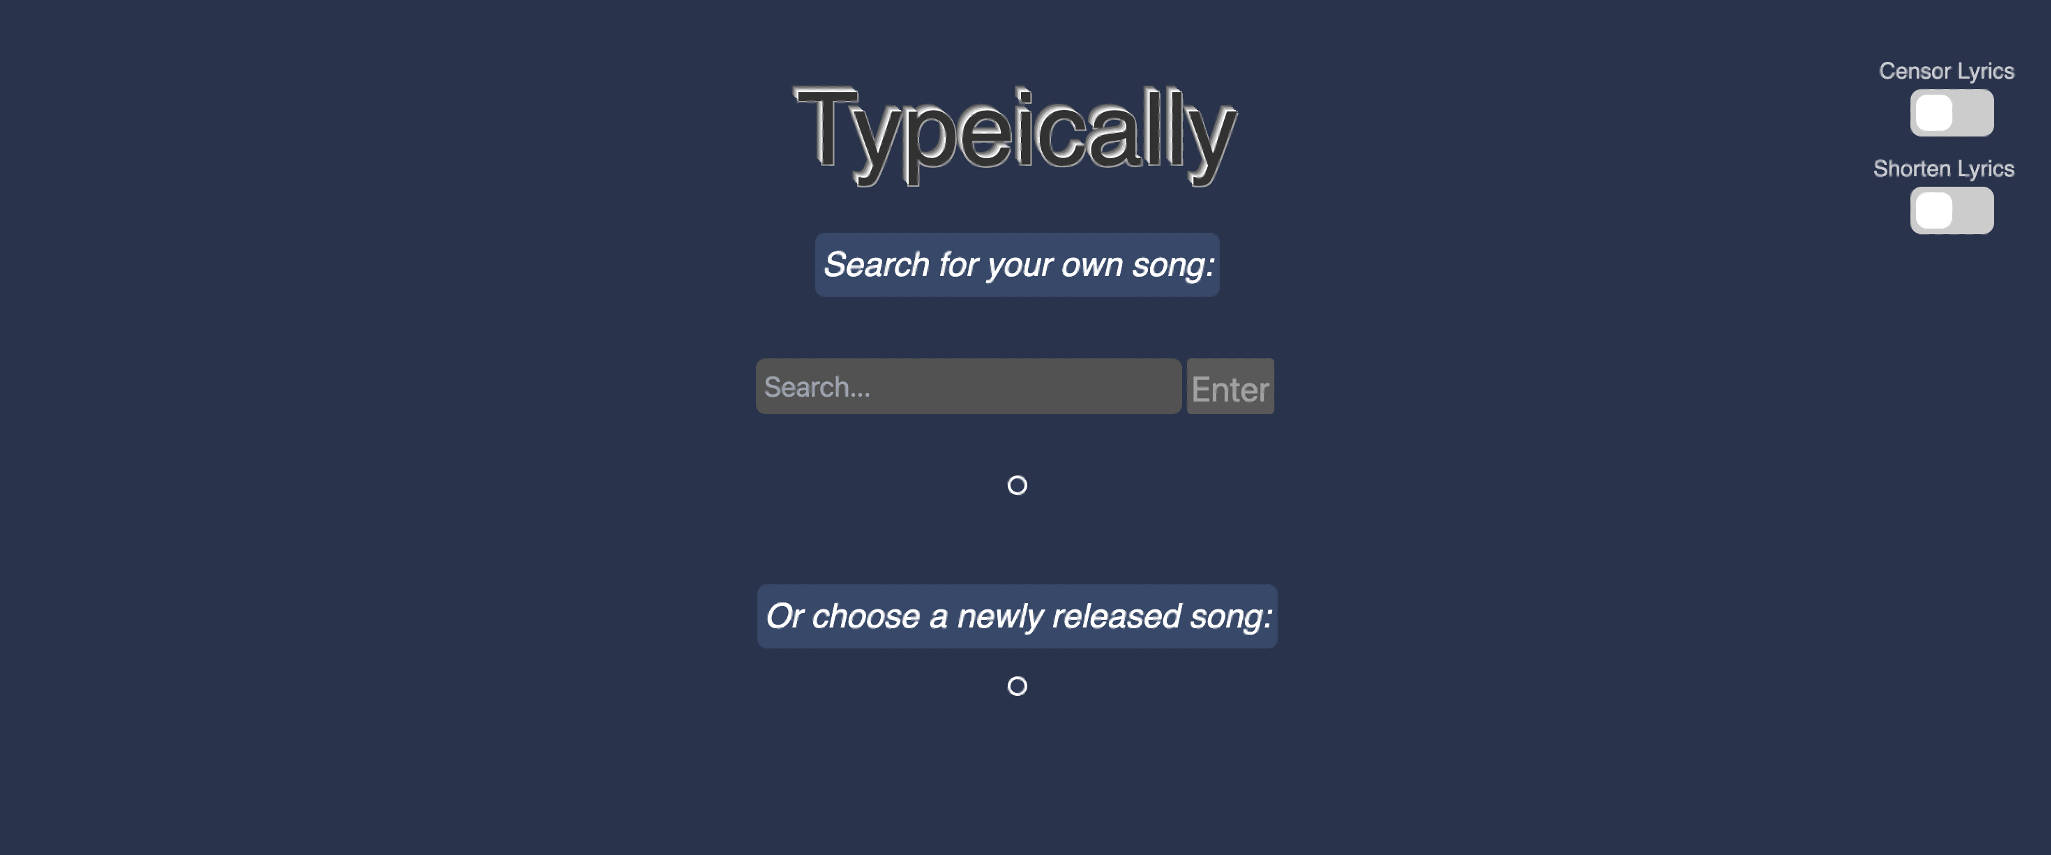 Typeically
Censor Lyrics
Shorten Lyrics
Search for your own song:
Search...
Enter
Or choose a newly released song: